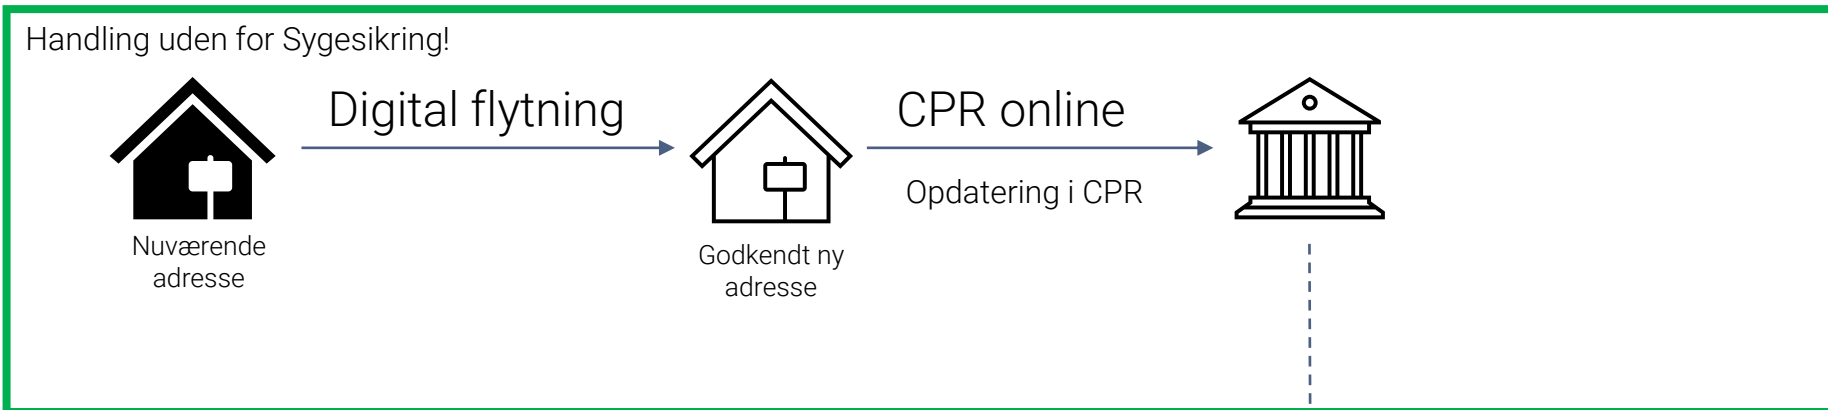 Handling uden for Sygesikring!
Digital flytning
CPR online
Opdatering i CPR
Nuværende
adresse
Godkendt ny
adresse